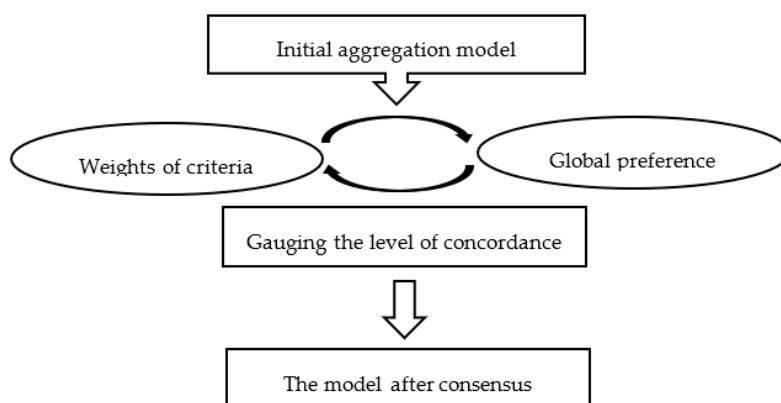 Initial aggregation model
Weights of criteria
Global preference
Gauging the level of concordance
The model after consensus